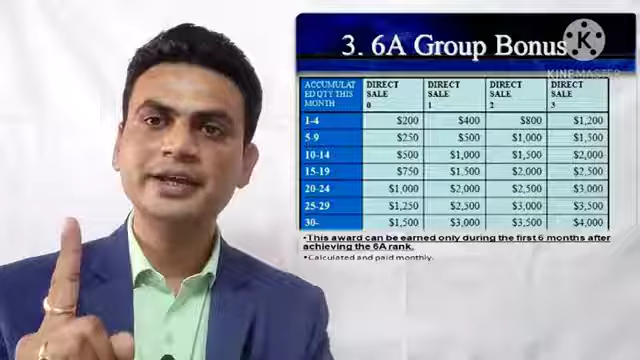 3. 6A Group Bonus
KINEMASTER
ACCUMULAT
ED QTY THIS
MONTH
DIRECT
SALE
0
DIRECT
SALE
1
DIRECT
SALE
2
DIRECT
SALE
3
1-4 $200 $400 $800 $1,200
5-9 $250 $500 $1,000 $1,500
10-14 $500 $1,000 $1,500 $2,000
15-19 $750 $1,500 $2,000 $2,500
20-24 $1,000 $2,000 $2,500 $3,000
25-29 $1,250 $2,500 $3,000 $3,500
30- $1,500 $3,000 $3,500 $4,000
•This award can be earned only during the first 6 months after
achieving the 6A rank.
•Calculated and paid monthly.